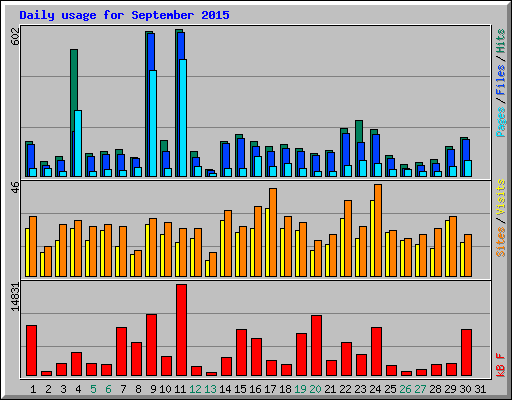 Daily usage for September 2015
602
Pages / Files / Hits
46
Sites / Visits
14831
kB F
1 2 3 4 5 6 7 8 9 10 11 12 13 14 15 16 17 18 19 20 21 22 23 24 25 26 27 28 29 30 31